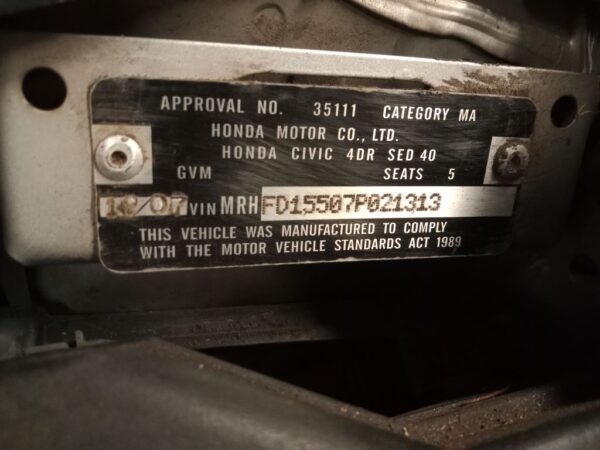 APPROVAL NO. 35111 CATEGORY MA
HONDA MOTOR CO., LTD.
HONDA CIVIC 4DR SED 40
GVM SEATS 5
VIN MRHFD15507P021313
THIS VEHICLE WAS MANUFACTURED TO COMPLY
WITH THE MOTOR VEHICLE STANDARDS ACT 1989